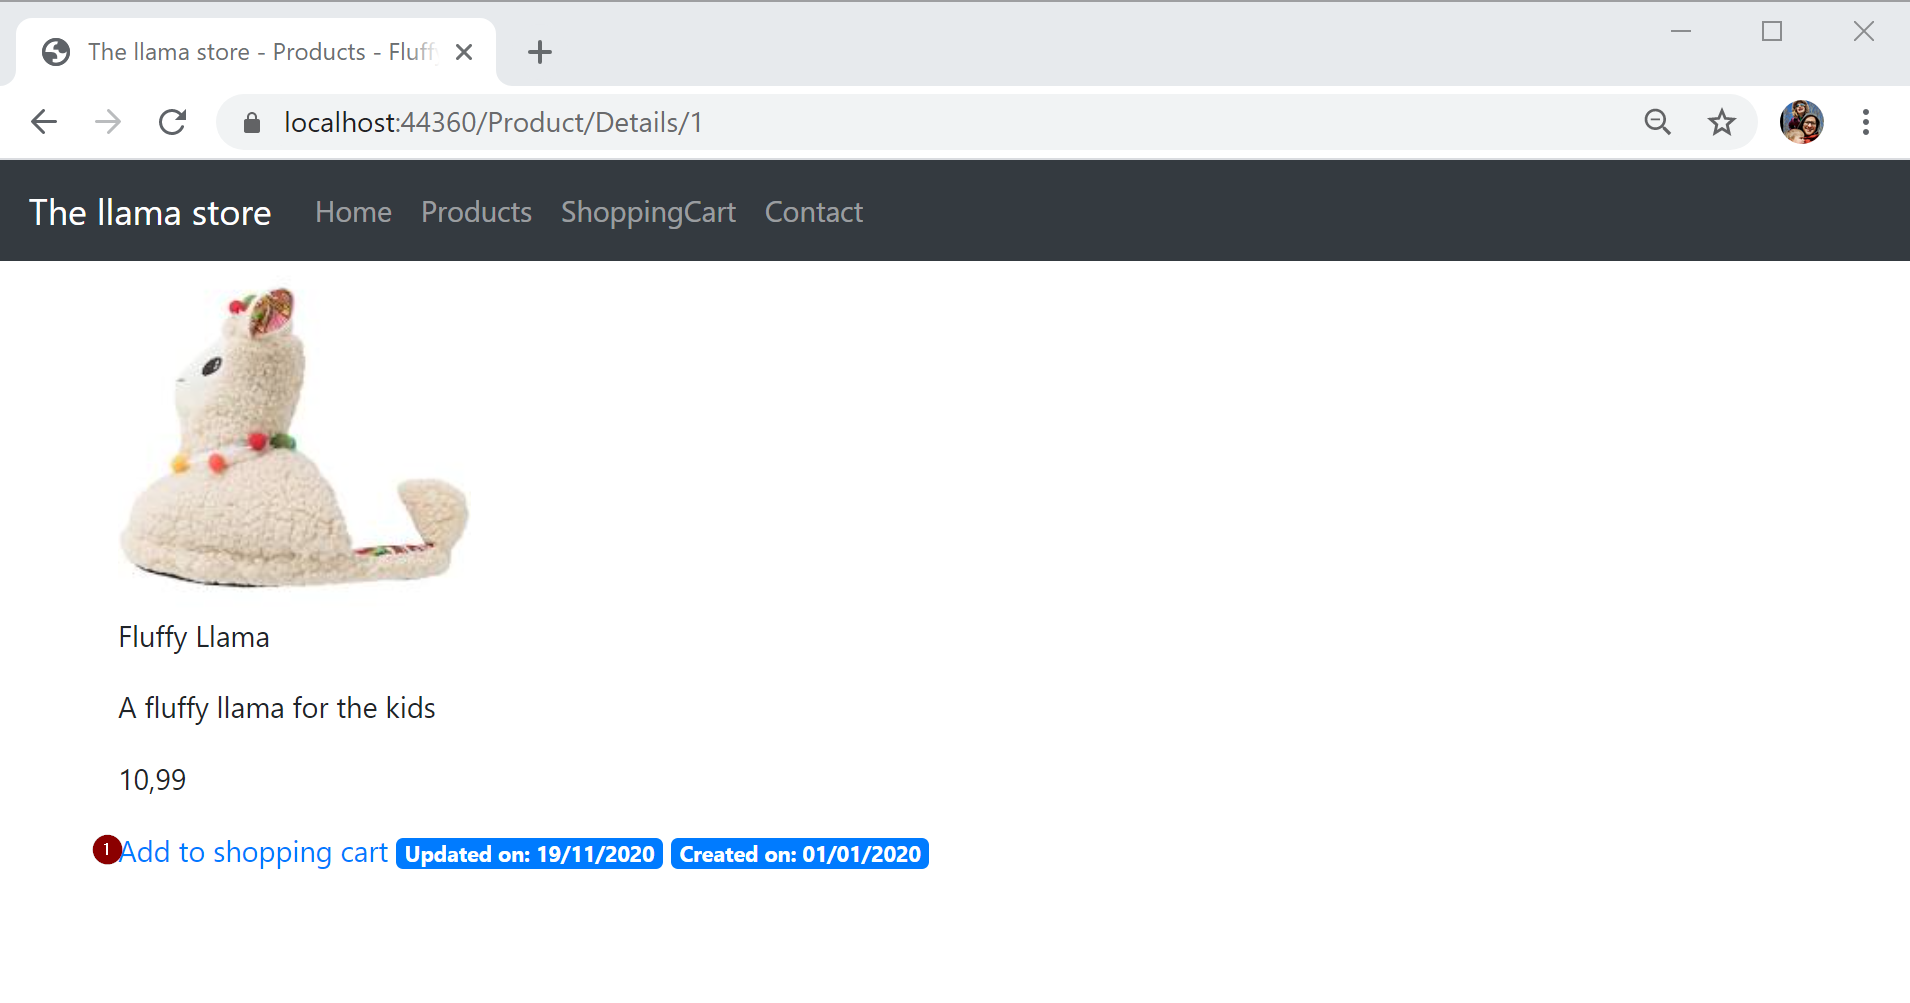 The llama store - Products - Fluffy
localhost:44360/Product/Details/1
The llama store Home Products ShoppingCart Contact
Fluffy Llama
A fluffy llama for the kids
10,99
1 Add to shopping cart Updated on: 19/11/2020 Created on: 01/01/2020